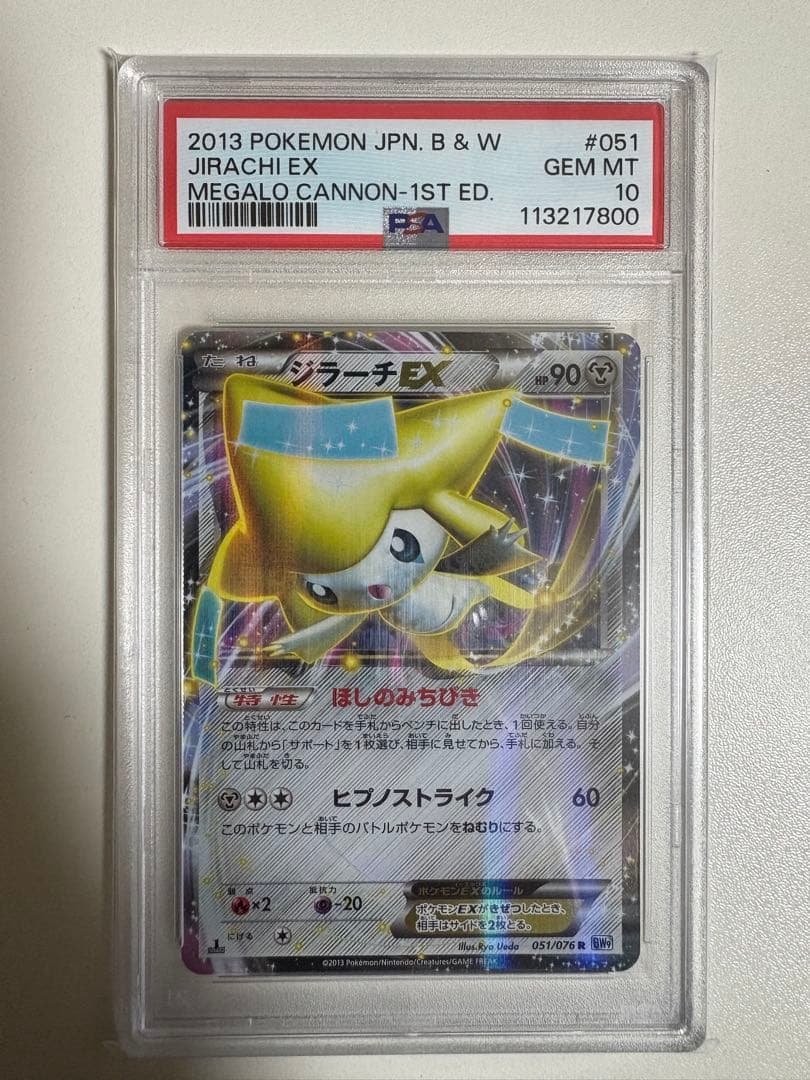 2013 POKEMON JPN. B & W #051
JIRACHI EX GEM MT
MEGALO CANNON-1ST ED. 10
PSA 113217800
たね ジラーチEX HP90
とくせい
特性 ほしのみちびき
この特性は、このカードを手札からベンチに出したとき、1回使える。自分
の山札から「サポート」を1枚選び、相手に見せてから、手札に加える。そ
して山札を切る。
ヒプノストライク 60
このポケモンと相手のバトルポケモンをねむりにする。
弱点 抵抗力
×2 -20
にげる
ポケモンEXのルール
ポケモンEXがきぜつしたとき、
相手はサイドを2枚とる。
Illus.Ryo Ueda 051/076 R BW9
©2013 Pokémon/Nintendo/Creatures/GAME FREAK